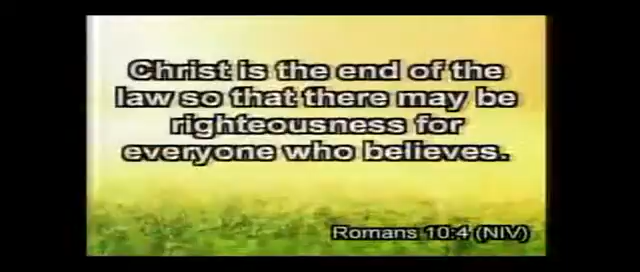 Christ is the end of the
law so that there may be
righteousness for
everyone who believes.
Romans 10:4 (NIV)